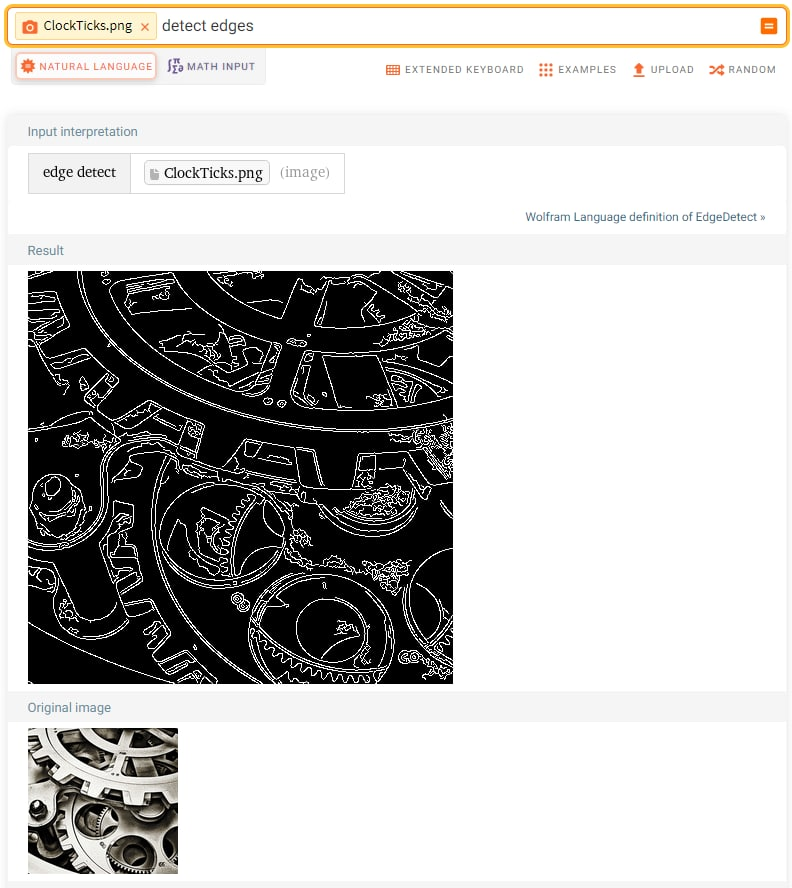 ClockTicks.png × detect edges
NATURAL LANGUAGE MATH INPUT EXTENDED KEYBOARD EXAMPLES UPLOAD RANDOM
Input interpretation
edge detect ClockTicks.png (image)
Wolfram Language definition of EdgeDetect »
Result
Original image